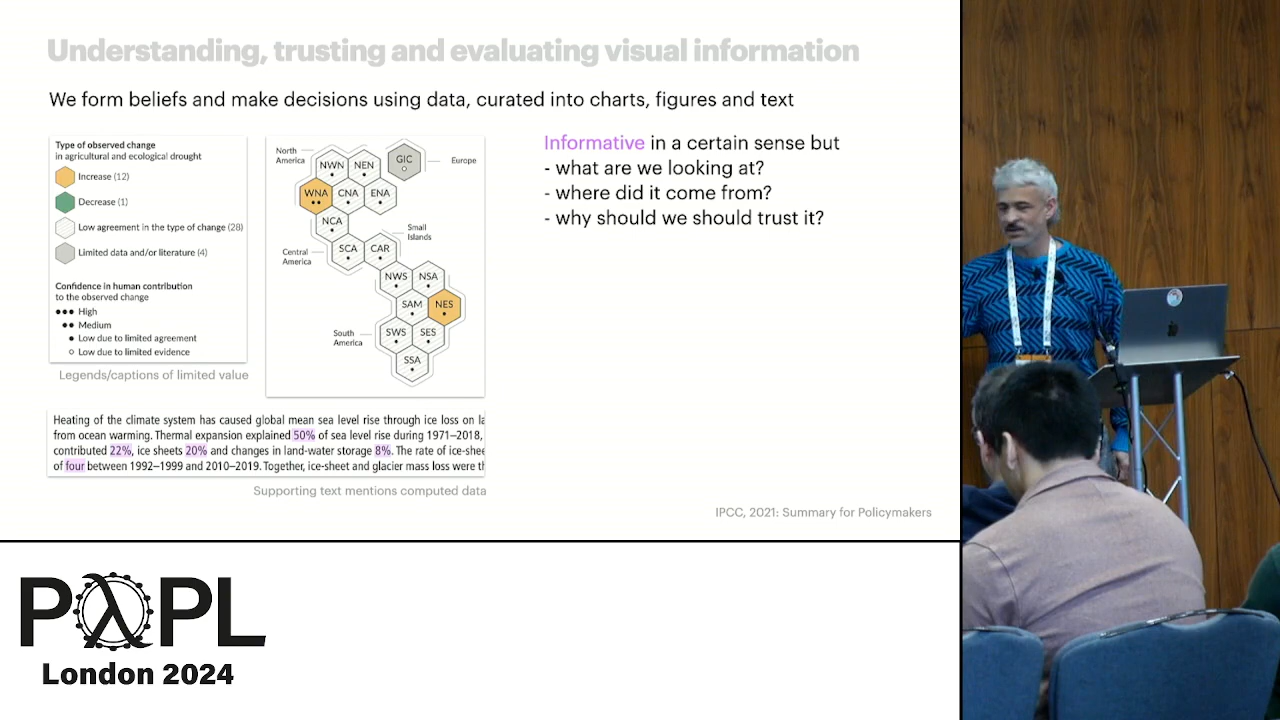 Understanding, trusting and evaluating visual information
We form beliefs and make decisions using data, curated into charts, figures and text
Type of observed change
in agricultural and ecological drought
Increase (12)
Decrease (1)
Low agreement in the type of change (28)
Limited data and/or literature (4)
Confidence in human contribution
to the observed change
High
Medium
Low due to limited agreement
Low due to limited evidence
Legends/captions of limited value
North
America
NWN NEN GIC
Europe
WNA CNA ENA
NCA
Small
Islands
Central
America
SCA CAR
NWS NSA
SAM NES
South
America
SWS SES
SSA
Informative in a certain sense but
- what are we looking at?
- where did it come from?
- why should we should trust it?
Heating of the climate system has caused global mean sea level rise through ice loss on
from ocean warming. Thermal expansion explained 50% of sea level rise during 1971–2018,
contributed 22%, ice sheets 20% and changes in land-water storage 8%. The rate of
of four between 1992–1999 and 2010–2019. Together, ice-sheet and glacier mass loss were
Supporting text mentions computed data
IPCC, 2021: Summary for Policymakers
PλPL
London 2024